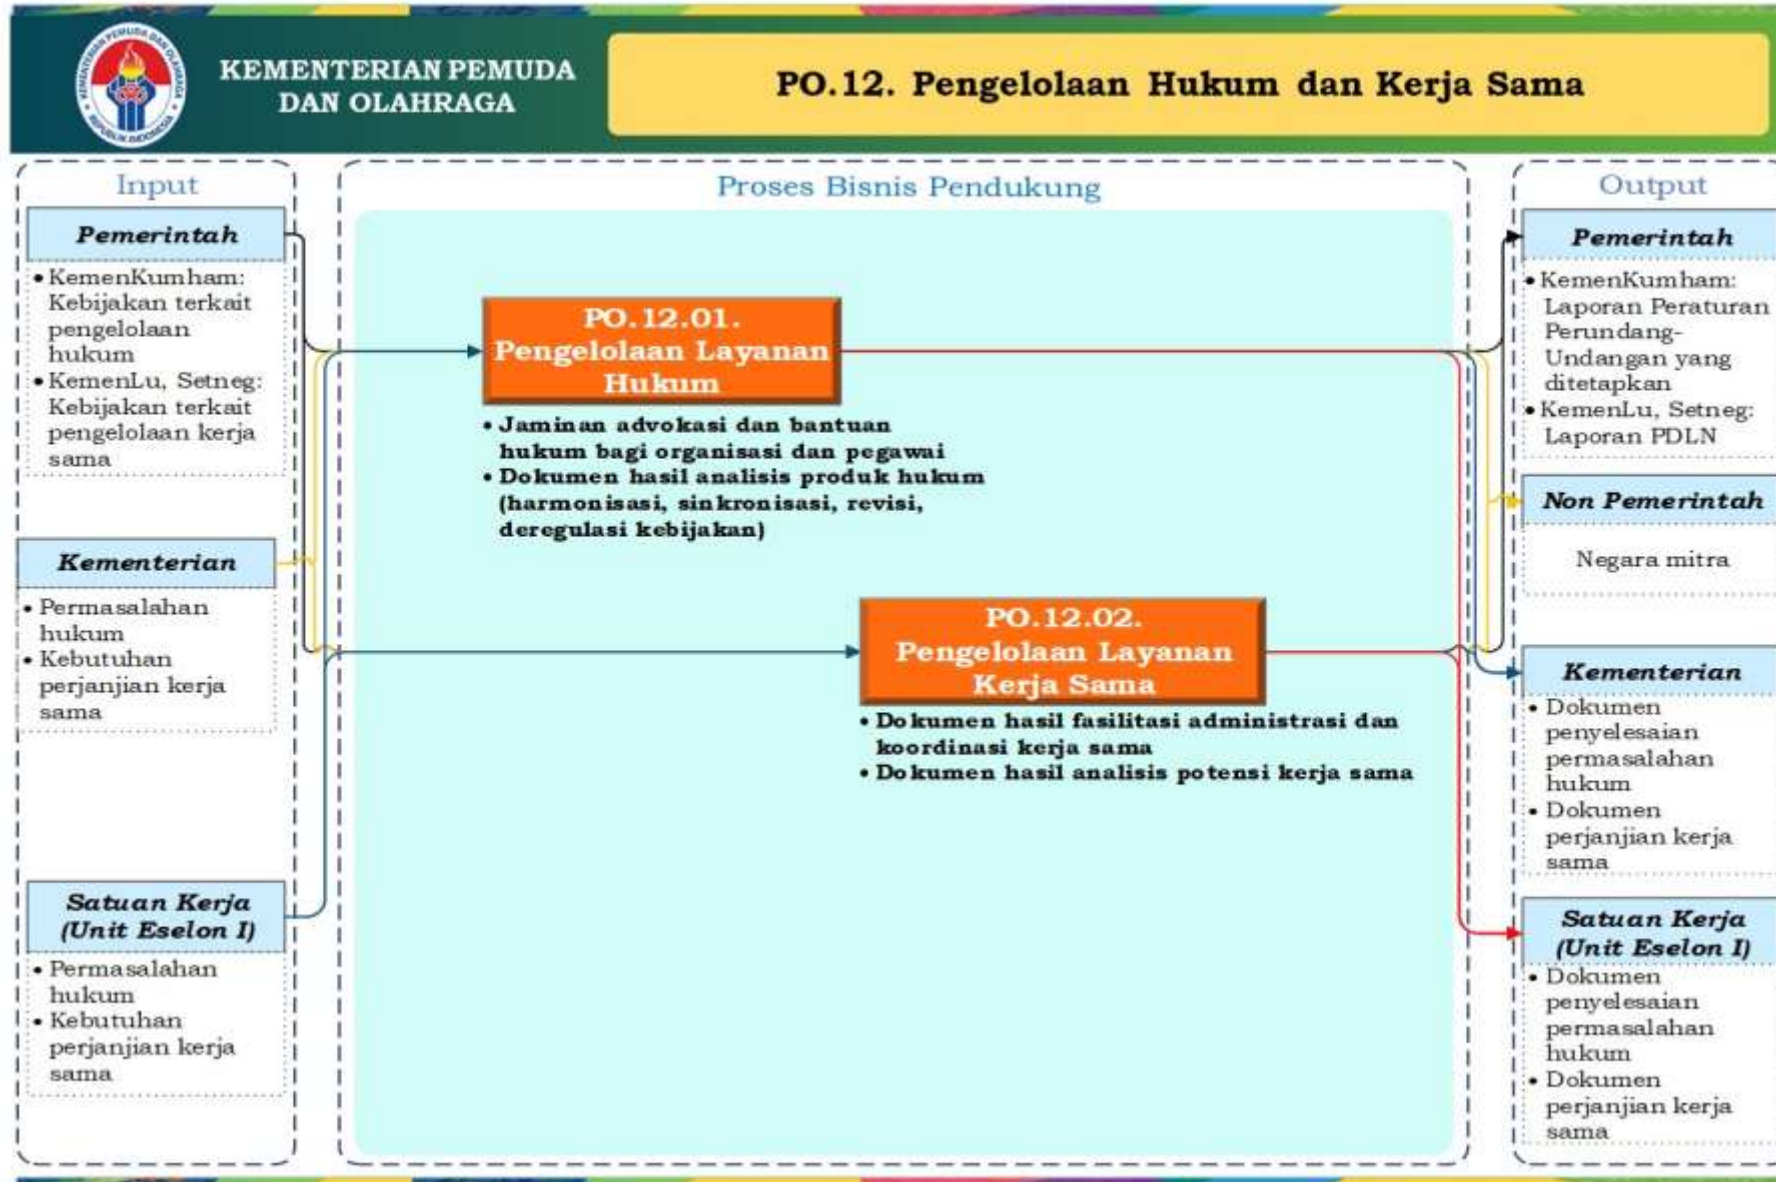 KEMENTERIAN PEMUDA DAN OLAHRAGA
REPUBLIK INDONESIA
KEMENTERIAN PEMUDA
DAN OLAHRAGA
PO.12. Pengelolaan Hukum dan Kerja Sama
Input
Pemerintah
• KemenKumham:
Kebijakan terkait
pengelolaan
hukum
• KemenLu, Setneg:
Kebijakan terkait
pengelolaan kerja
sama
Kementerian
• Permasalahan
hukum
• Kebutuhan
perjanjian kerja
sama
Satuan Kerja
(Unit Eselon I)
• Permasalahan
hukum
• Kebutuhan
perjanjian kerja
sama
Proses Bisnis Pendukung
PO.12.01.
Pengelolaan Layanan
Hukum
• Jaminan advokasi dan bantuan
hukum bagi organisasi dan pegawai
• Dokumen hasil analisis produk hukum
(harmonisasi, sinkronisasi, revisi,
deregulasi kebijakan)
PO.12.02.
Pengelolaan Layanan
Kerja Sama
• Dokumen hasil fasilitasi administrasi dan
koordinasi kerja sama
• Dokumen hasil analisis potensi kerja sama
Output
Pemerintah
• KemenKumham:
Laporan Peraturan
Perundang-
Undangan yang
ditetapkan
• KemenLu, Setneg:
Laporan PDLN
Non Pemerintah
Negara mitra
Kementerian
• Dokumen
penyelesaian
permasalahan
hukum
• Dokumen
perjanjian kerja
sama
Satuan Kerja
(Unit Eselon I)
• Dokumen
penyelesaian
permasalahan
hukum
• Dokumen
perjanjian kerja
sama